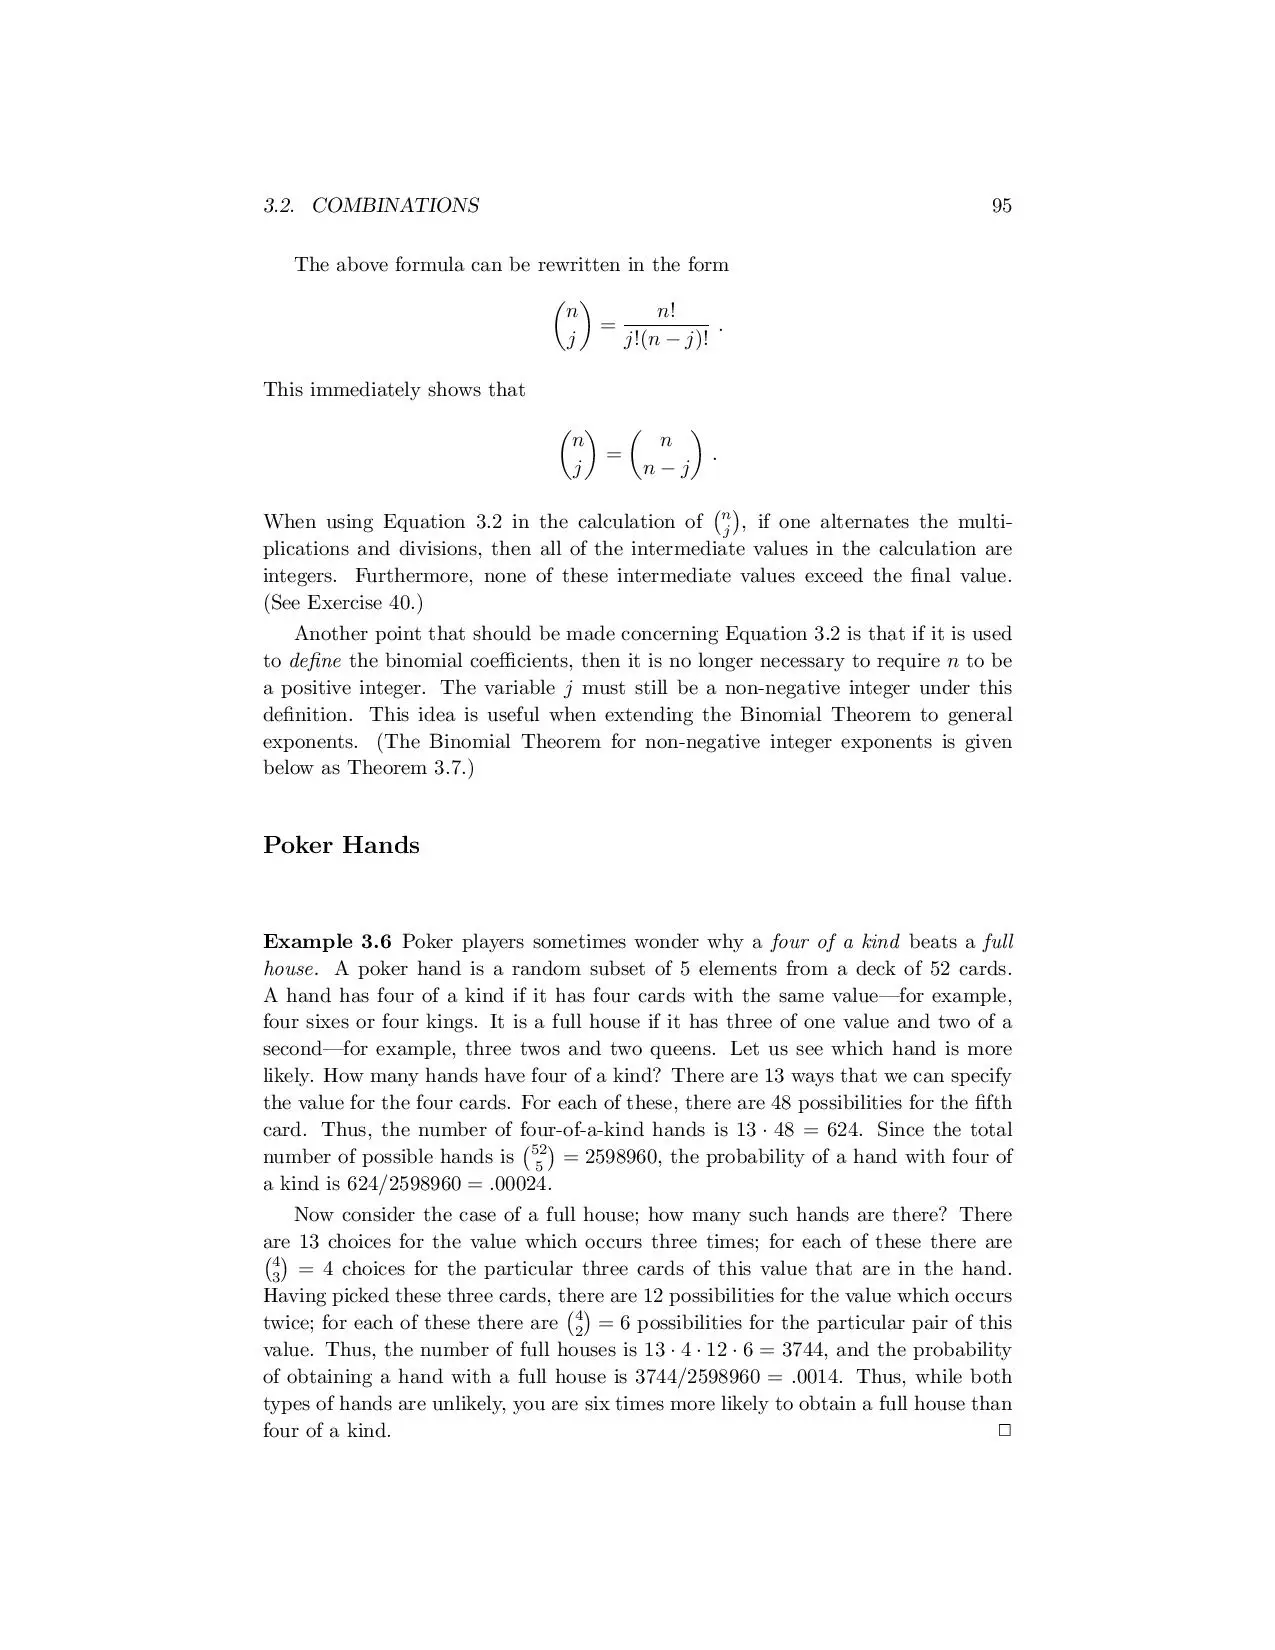 3.2. COMBINATIONS 95
The above formula can be rewritten in the form
\binom{n}{j} = \frac{n!}{j!(n − j)!} .
This immediately shows that
\binom{n}{j} = \binom{n}{n − j} .
When using Equation 3.2 in the calculation of \binom{n}{j}, if one alternates the multi-
plications and divisions, then all of the intermediate values in the calculation are
integers. Furthermore, none of these intermediate values exceed the final value.
(See Exercise 40.)
Another point that should be made concerning Equation 3.2 is that if it is used
to define the binomial coefficients, then it is no longer necessary to require n to be
a positive integer. The variable j must still be a non-negative integer under this
definition. This idea is useful when extending the Binomial Theorem to general
exponents. (The Binomial Theorem for non-negative integer exponents is given
below as Theorem 3.7.)
Poker Hands
Example 3.6 Poker players sometimes wonder why a four of a kind beats a full
house. A poker hand is a random subset of 5 elements from a deck of 52 cards.
A hand has four of a kind if it has four cards with the same value—for example,
four sixes or four kings. It is a full house if it has three of one value and two of a
second—for example, three twos and two queens. Let us see which hand is more
likely. How many hands have four of a kind? There are 13 ways that we can specify
the value for the four cards. For each of these, there are 48 possibilities for the fifth
card. Thus, the number of four-of-a-kind hands is 13 · 48 = 624. Since the total
number of possible hands is \binom{52}{5} = 2598960, the probability of a hand with four of
a kind is 624/2598960 = .00024.
Now consider the case of a full house; how many such hands are there? There
are 13 choices for the value which occurs three times; for each of these there are
\binom{4}{3} = 4 choices for the particular three cards of this value that are in the hand.
Having picked these three cards, there are 12 possibilities for the value which occurs
twice; for each of these there are \binom{4}{2} = 6 possibilities for the particular pair of this
value. Thus, the number of full houses is 13 · 4 · 12 · 6 = 3744, and the probability
of obtaining a hand with a full house is 3744/2598960 = .0014. Thus, while both
types of hands are unlikely, you are six times more likely to obtain a full house than
four of a kind. □